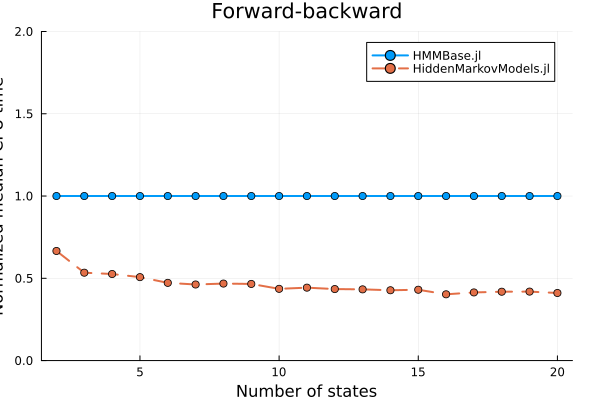 Forward-backward
HMMBase.jl
HiddenMarkovModels.jl
2.0
1.5
1.0
0.5
0.0
5
10
15
20
Number of states
Normalized median CPU time